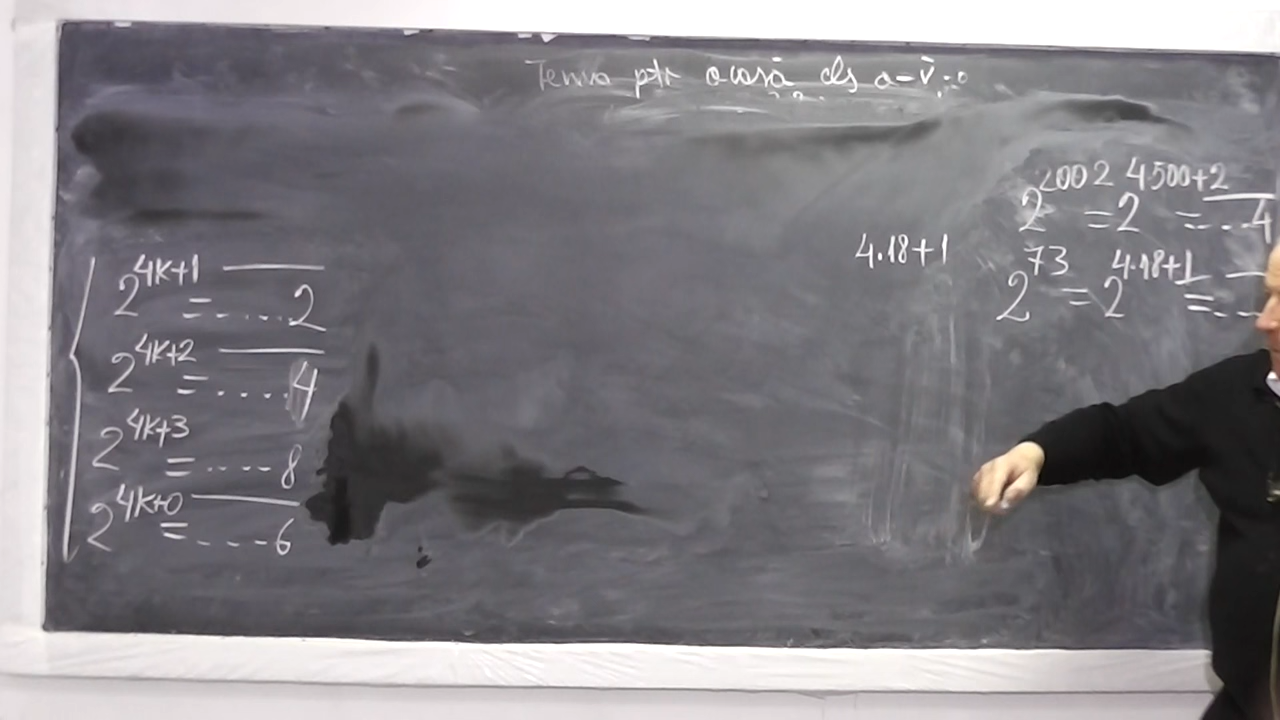 Tema ptr acasă cls a-V-a
2^{4k+1} = .....2
2^{4k+2} = .....4
2^{4k+3} = .....8
2^{4k+0} = .....6
2^{2002} = 2^{4·500+2} = ...4
4·18+1
2^{73} = 2^{4·18+1} = ...